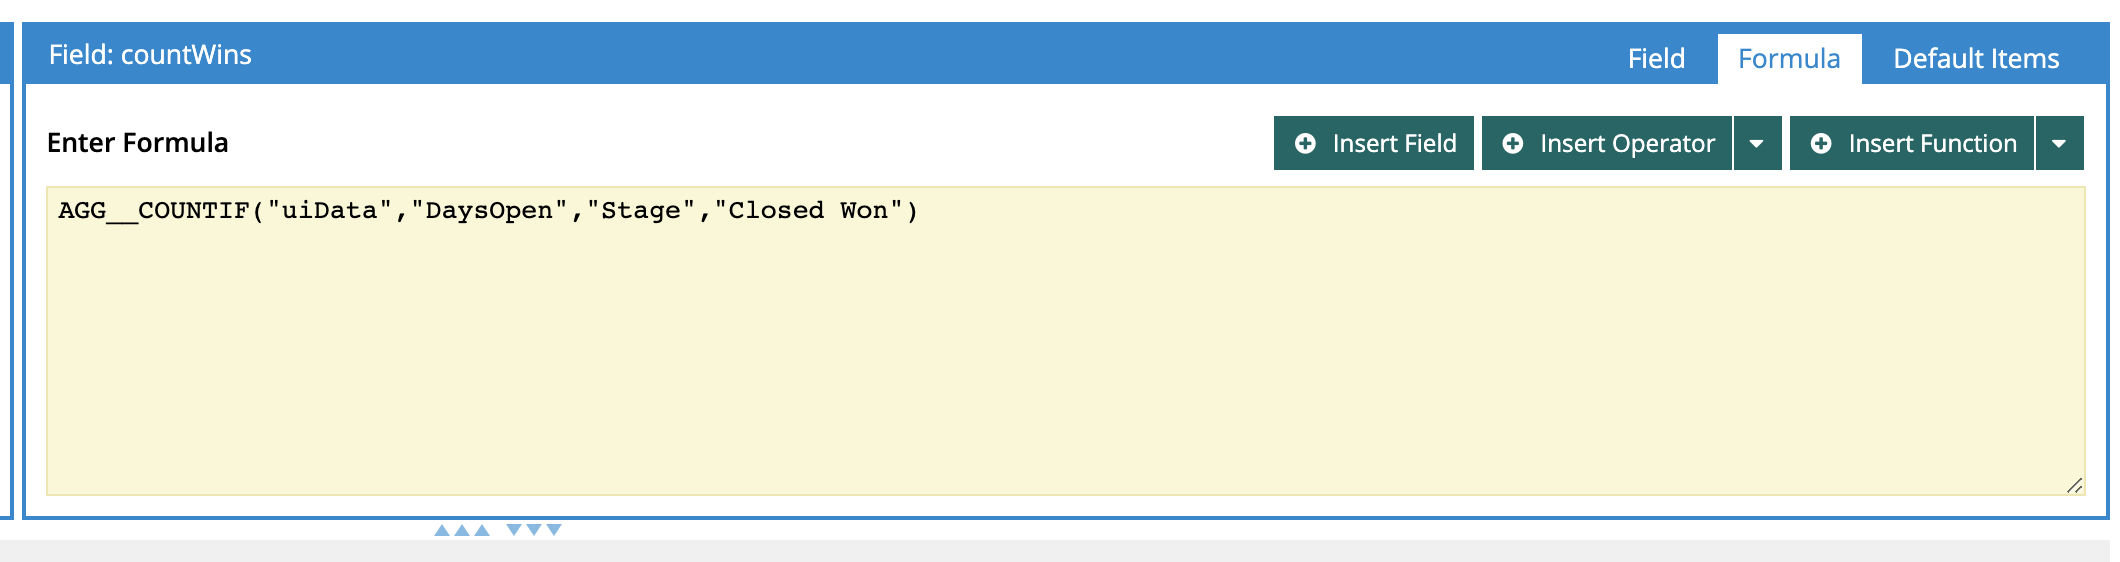 Field: countWins
Field
Formula
Default Items
Enter Formula
Insert Field
Insert Operator
Insert Function
AGG__COUNTIF("uiData","DaysOpen","Stage","Closed Won")